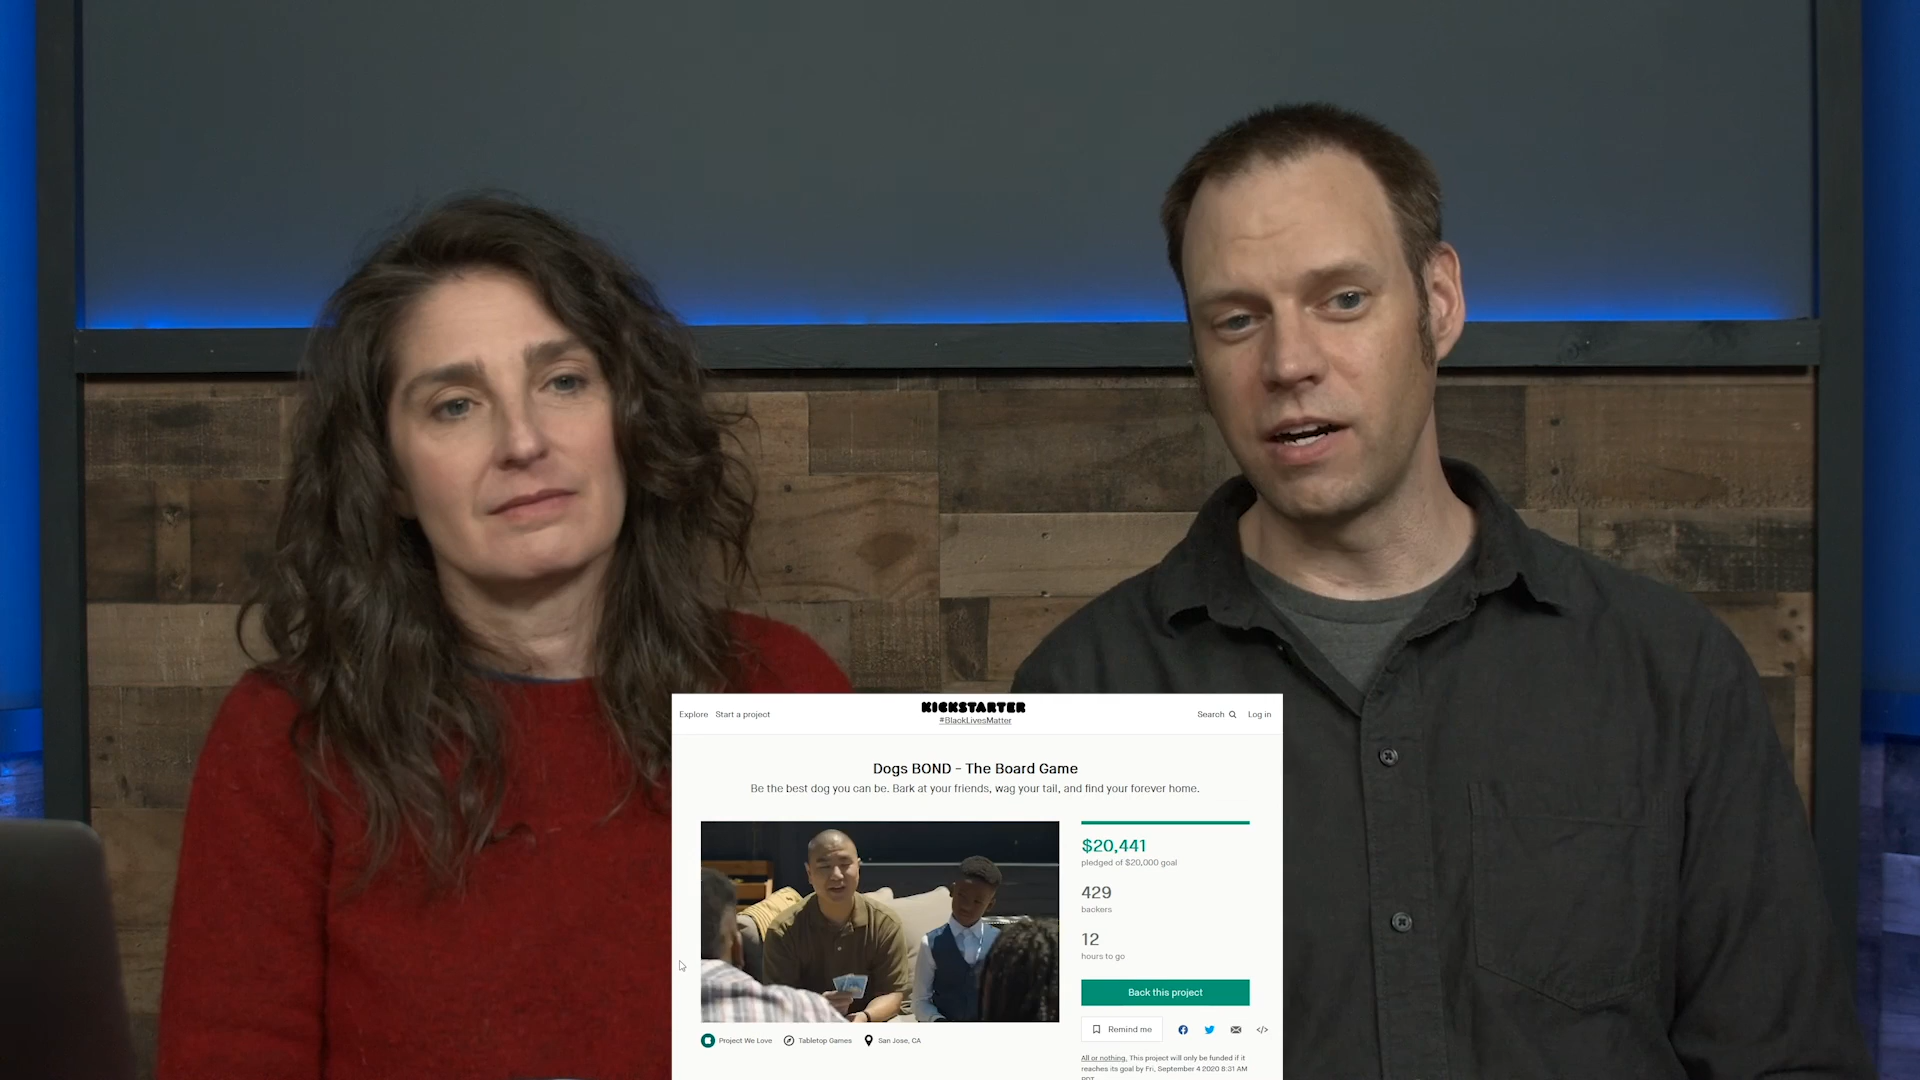 Explore Start a project
KICKSTARTER
#BlackLivesMatter
Search Log in
Dogs BOND - The Board Game
Be the best dog you can be. Bark at your friends, wag your tail, and find your forever home.
$20,441
pledged of $20,000 goal
429
backers
12
hours to go
Back this project
Remind me
Project We Love Tabletop Games San Jose, CA
All or nothing. This project will only be funded if it
reaches its goal by Fri, September 4 2020 8:31 AM
PDT.